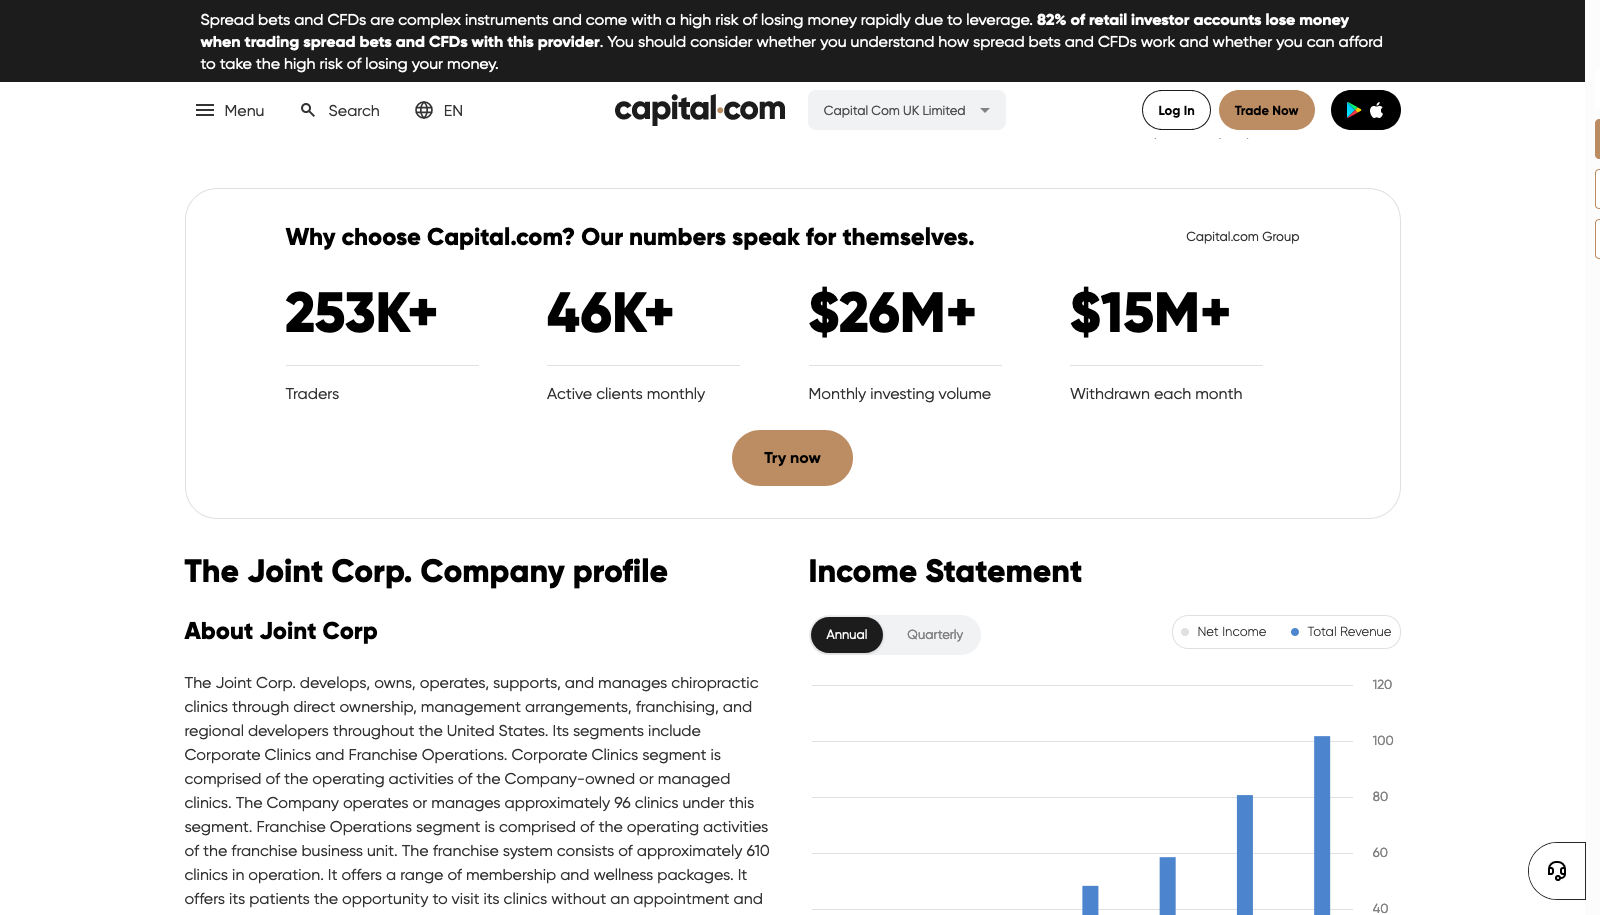 Spread bets and CFDs are complex instruments and come with a high risk of losing money rapidly due to leverage. 82% of retail investor accounts lose money
when trading spread bets and CFDs with this provider. You should consider whether you understand how spread bets and CFDs work and whether you can afford
to take the high risk of losing your money.
Menu Search EN capital.com Capital Com UK Limited Log In Trade Now
Why choose Capital.com? Our numbers speak for themselves. Capital.com Group
253K+ 46K+ $26M+ $15M+
Traders Active clients monthly Monthly investing volume Withdrawn each month
Try now
The Joint Corp. Company profile
About Joint Corp
The Joint Corp. develops, owns, operates, supports, and manages chiropractic
clinics through direct ownership, management arrangements, franchising, and
regional developers throughout the United States. Its segments include
Corporate Clinics and Franchise Operations. Corporate Clinics segment is
comprised of the operating activities of the Company-owned or managed
clinics. The Company operates or manages approximately 96 clinics under this
segment. Franchise Operations segment is comprised of the operating activities
of the franchise business unit. The franchise system consists of approximately 610
clinics in operation. It offers a range of membership and wellness packages. It
offers its patients the opportunity to visit its clinics without an appointment and
Income Statement
Annual Quarterly Net Income Total Revenue
120
100
80
60
40